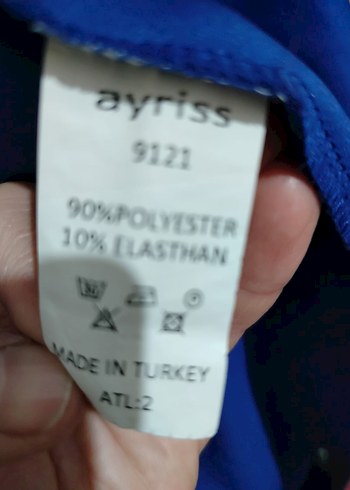 ayriss
9121
90%POLYESTER
10% ELASTHAN
MADE IN TURKEY
ATL:2